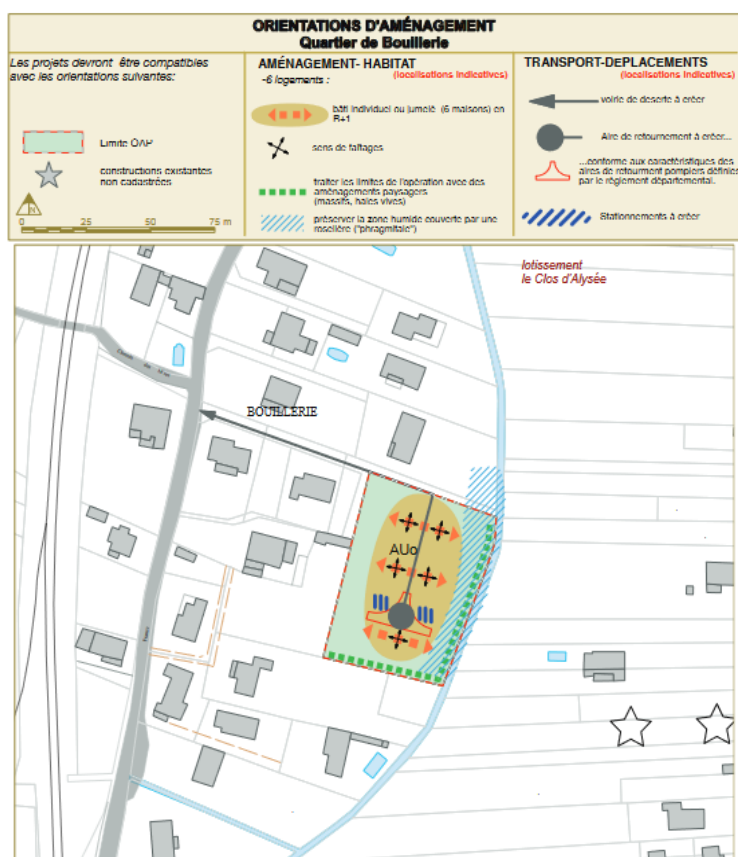 ORIENTATIONS D'AMÉNAGEMENT
Quartier de Bouillerie
Les projets devront être compatibles
avec les orientations suivantes:
Limite OAP
constructions existantes
non cadastrées
N
0 25 50 75 m
AMÉNAGEMENT- HABITAT
(localisations indicatives)
-6 logements :
bâti individuel ou jumelé (6 maisons) en
R+1
sens de faîtages
traiter les limites de l'opération avec des
aménagements paysagers
(massifs, haies vives)
préserver la zone humide couverte par une
roselière ("phragmitaie")
TRANSPORT-DEPLACEMENTS
(localisations indicatives)
voirie de deserte à créer
Aire de retournement à créer...
...conforme aux caractéristiques des
aires de retournement pompiers définies
par le règlement départemental.
Stationnements à créer
lotissement
le Clos d'Alysée
BOUILLERIE
AUo